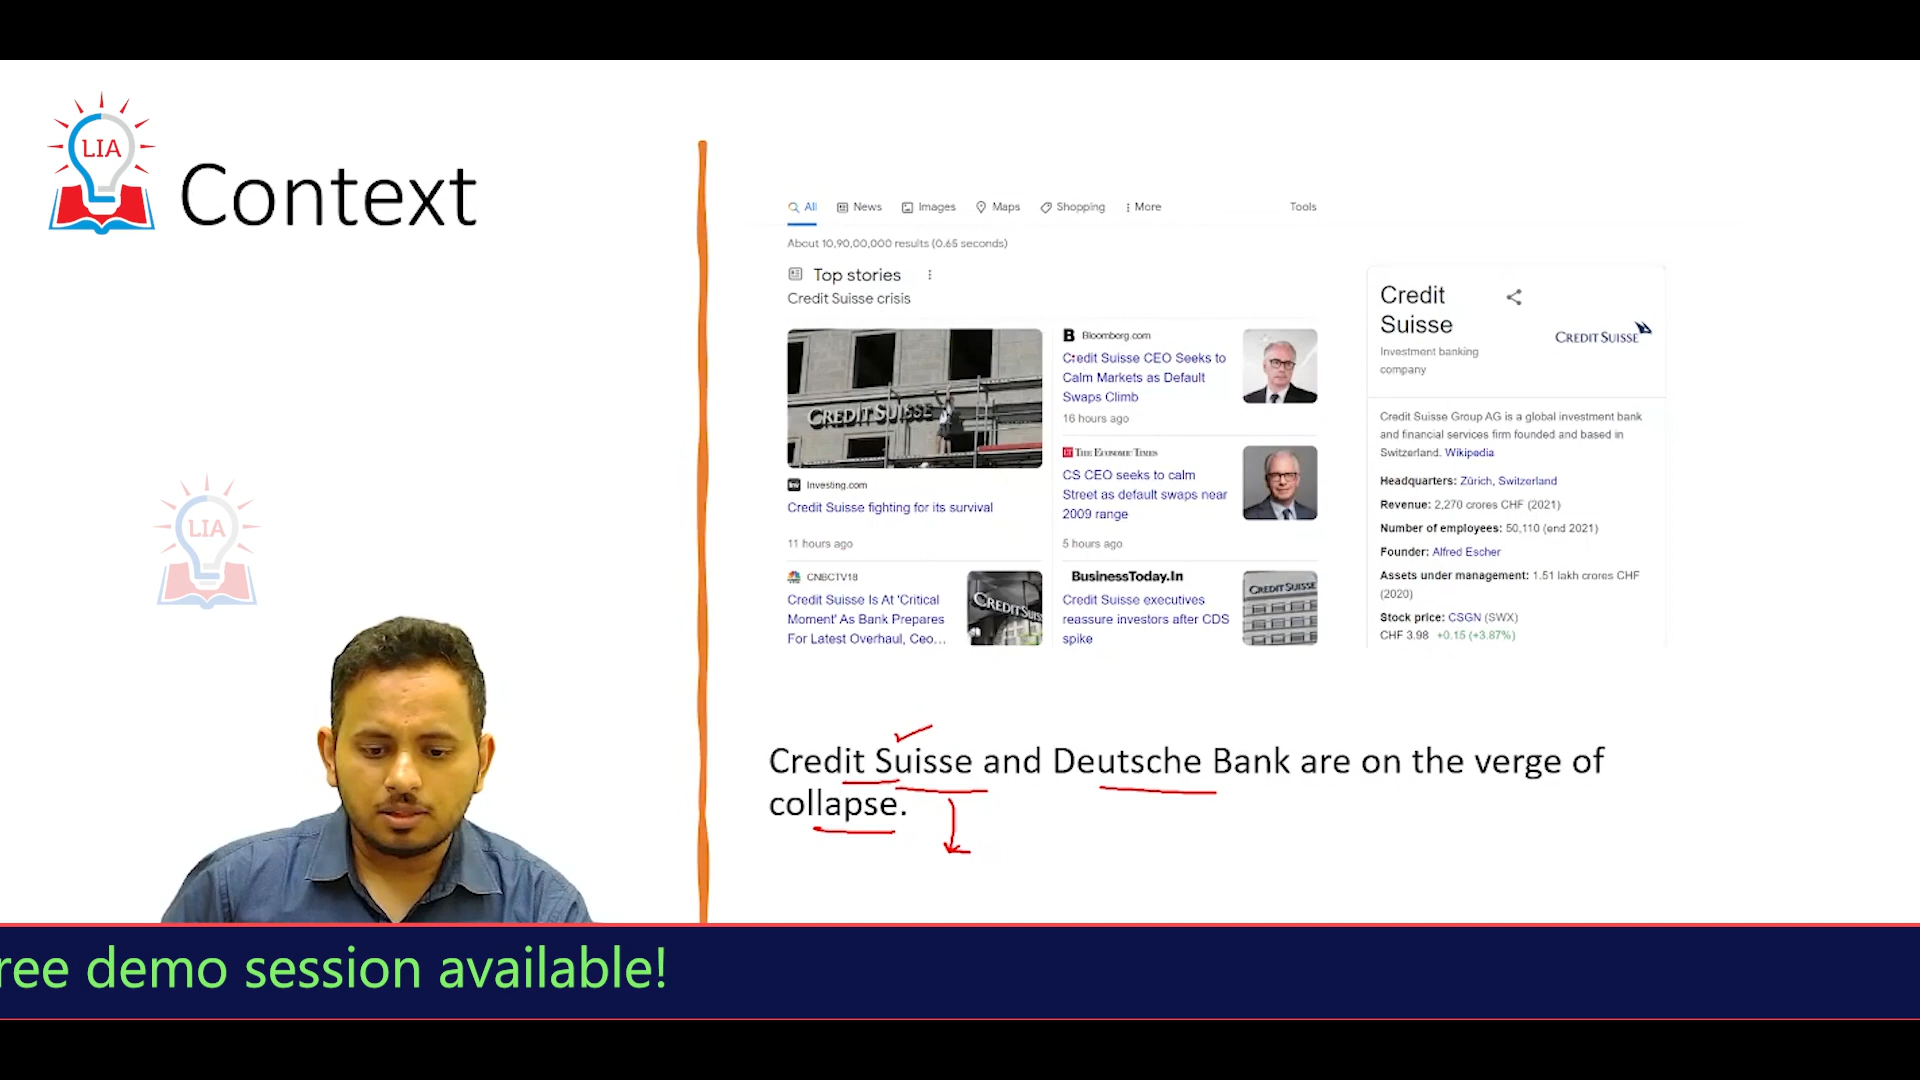 LIA
Context
LIA
All News Images Maps Shopping More Tools
About 10,90,00,000 results (0.65 seconds)
Top stories
Credit Suisse crisis
CREDIT SUISSE
Investing.com
Credit Suisse fighting for its survival
11 hours ago
B Bloomberg.com
Credit Suisse CEO Seeks to
Calm Markets as Default
Swaps Climb
16 hours ago
ET THE ECONOMIC TIMES
CS CEO seeks to calm
Street as default swaps near
2009 range
5 hours ago
CNBCTV18
Credit Suisse Is At 'Critical
Moment' As Bank Prepares
For Latest Overhaul, Ceo...
CREDIT SUISSE
BusinessToday.In
Credit Suisse executives
reassure investors after CDS
spike
CREDIT SUISSE
Credit
Suisse
Investment banking
company
CREDIT SUISSE
Credit Suisse Group AG is a global investment bank
and financial services firm founded and based in
Switzerland. Wikipedia
Headquarters: Zürich, Switzerland
Revenue: 2,270 crores CHF (2021)
Number of employees: 50,110 (end 2021)
Founder: Alfred Escher
Assets under management: 1.51 lakh crores CHF
(2020)
Stock price: CSGN (SWX)
CHF 3.98 +0.15 (+3.87%)
Credit Suisse and Deutsche Bank are on the verge of
collapse.
ree demo session available!